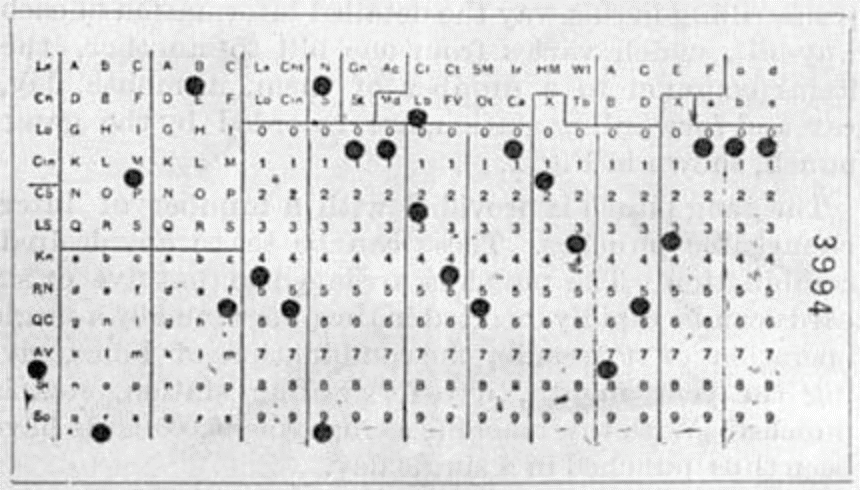 Ln A B C A B C La Cht N Gn Ac Cr Ct SM Ir HM Wt A G E F a d
Cn D E F D E F Lo Cin S St Md Lb FV Ot Ca X Tb B D X a b e
Lo G H I G H I 0 0 0 0 0 0 0 0 0 0 0 0 0 0 0 0 0
Cin K L M K L M 1 1 1 1 1 1 1 1 1 1 1 1 1 1 1 1 1
Cb N O P N O P 2 2 2 2 2 2 2 2 2 2 2 2 2 2 2 2 2
LS Q R S Q R S 3 3 3 3 3 3 3 3 3 3 3 3 3 3 3 3 3
Kn a b c a b c 4 4 4 4 4 4 4 4 4 4 4 4 4 4 4 4 4
RN d e f d e f 5 5 5 5 5 5 5 5 5 5 5 5 5 5 5 5 5
QC g h i g h i 6 6 6 6 6 6 6 6 6 6 6 6 6 6 6 6 6
AV k l m k l m 7 7 7 7 7 7 7 7 7 7 7 7 7 7 7 7 7
n o p n o p 8 8 8 8 8 8 8 8 8 8 8 8 8 8 8 8 8
So r s r s 9 9 9 9 9 9 9 9 9 9 9 9 9 9 9 9 9
3994